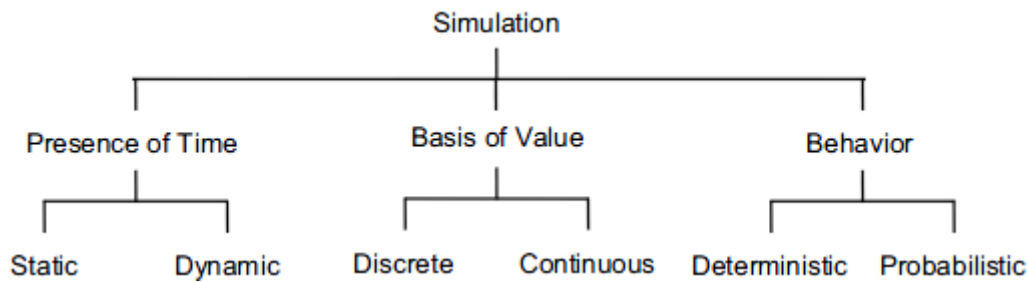 Simulation
Presence of Time
Basis of Value
Behavior
Static
Dynamic
Discrete
Continuous
Deterministic
Probabilistic